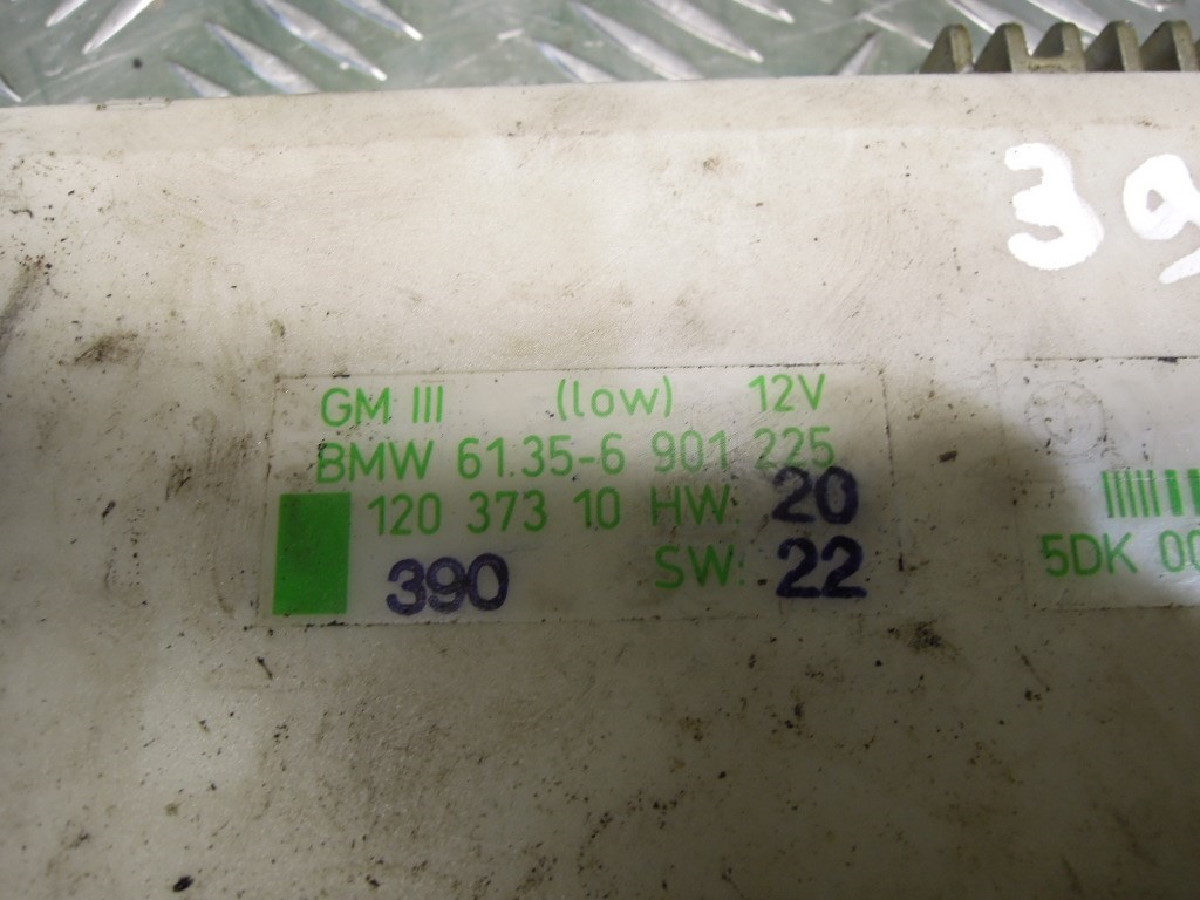 39
GM III (low) 12V
BMW 61.35-6 901 225
120 373 10 HW: 20
390 SW: 22
5DK 00